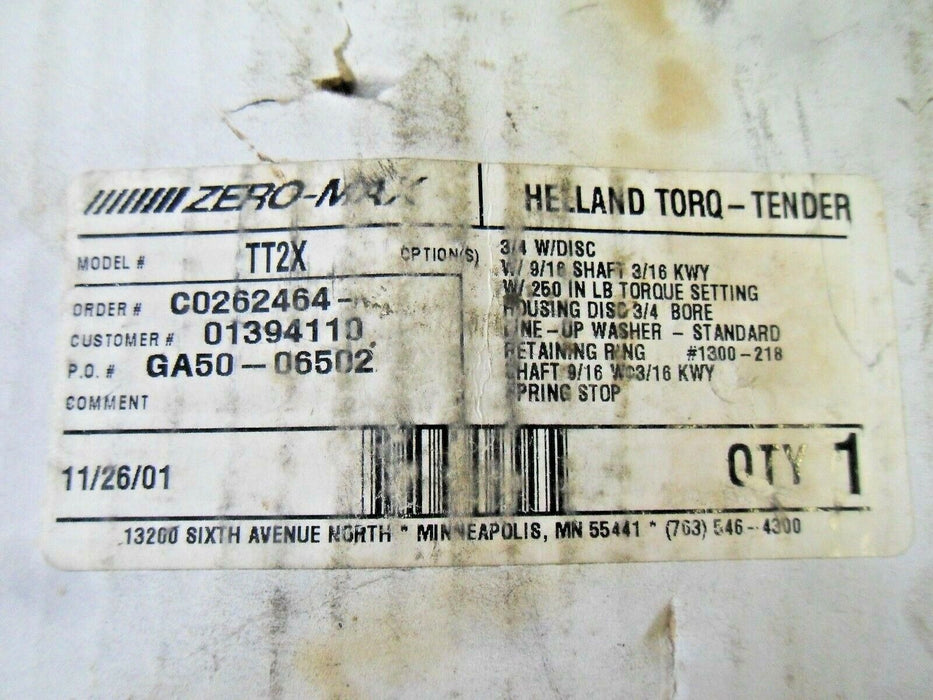 ZERO-MAX HELLAND TORQ-TENDER
MODEL # TT2X OPTION(S)
3/4 W/DISC
W/ 9/16 SHAFT 3/16 KWY
W/ 250 IN LB TORQUE SETTING
HOUSING DISC 3/4 BORE
LINE-UP WASHER - STANDARD
RETAINING RING #1300-218
SHAFT 9/16 W 3/16 KWY
SPRING STOP
ORDER # C0262464-
CUSTOMER # 01394110
P.O. # GA50-06502
COMMENT
11/26/01
QTY 1
13200 SIXTH AVENUE NORTH * MINNEAPOLIS, MN 55441 * (763) 546-4300